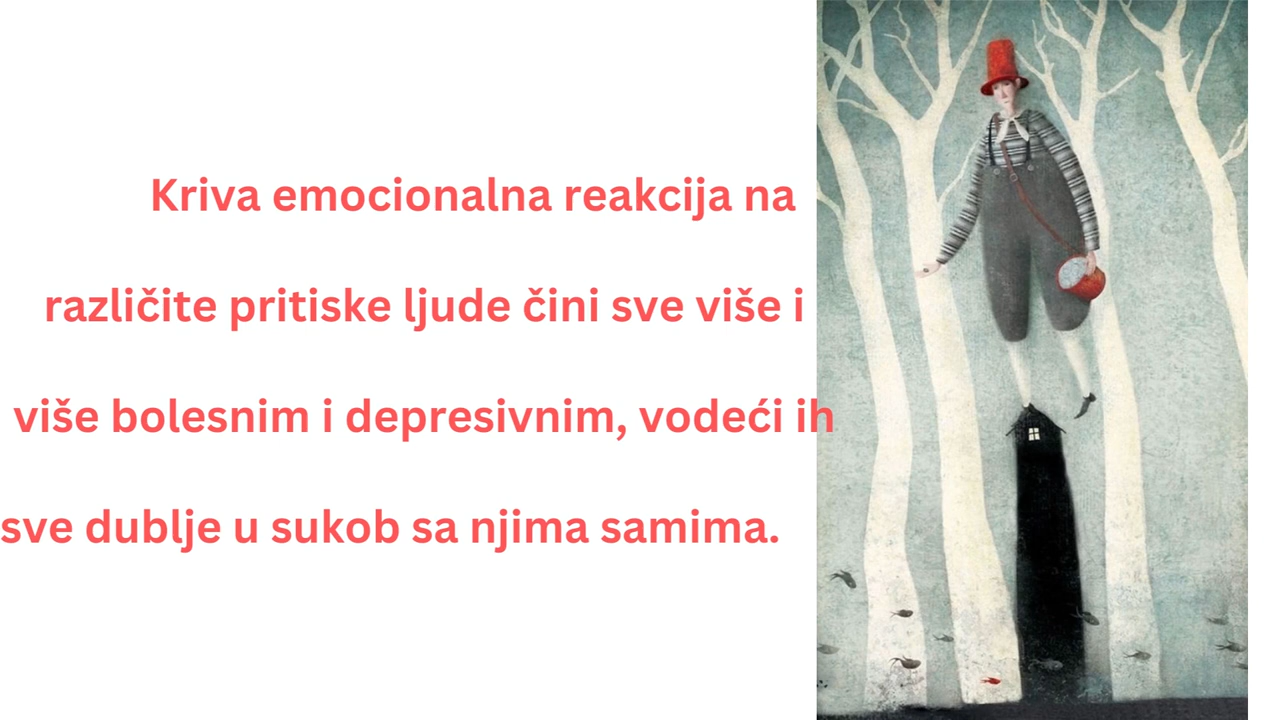 Kriva emocionalna reakcija na
različite pritiske ljude čini sve više i
više bolesnim i depresivnim, vodeći ih
sve dublje u sukob sa njima samima.